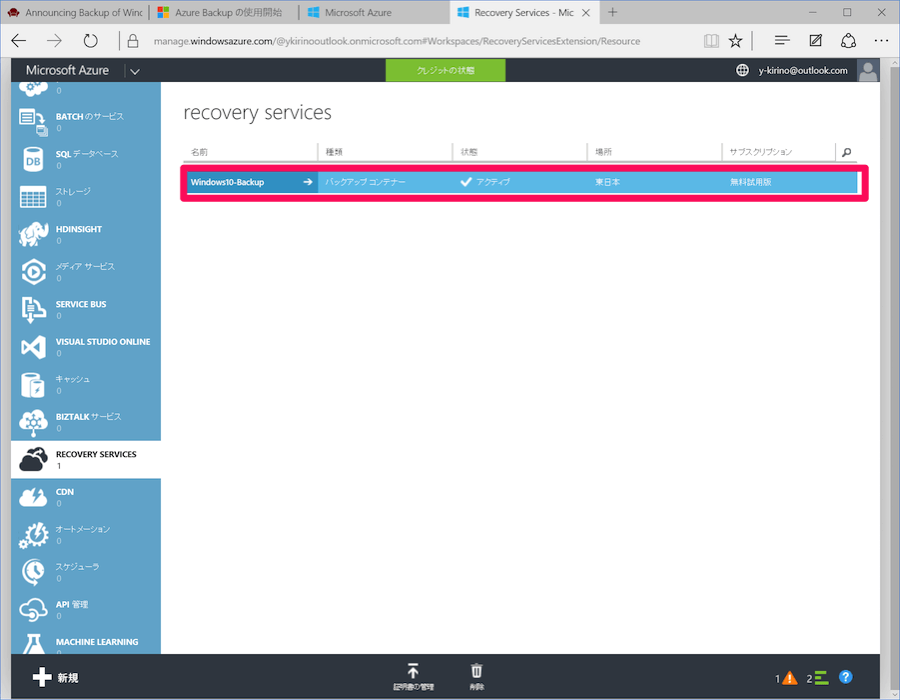 Announcing Backup of Winc
Azure Backup の使用開始
Microsoft Azure
Recovery Services - Mic
manage.windowsazure.com/@ykirinooutlook.onmicrosoft.com#Workspaces/RecoveryServicesExtension/Resource
Microsoft Azure
クレジットの状態
y-kirino@outlook.com
0
BATCH のサービス
0
SQL データベース
0
ストレージ
0
HDINSIGHT
0
メディア サービス
0
SERVICE BUS
0
VISUAL STUDIO ONLINE
0
キャッシュ
0
BIZTALK サービス
0
RECOVERY SERVICES
1
CDN
0
オートメーション
0
スケジューラ
0
API 管理
0
MACHINE LEARNING
0
recovery services
名前 種類 状態 場所 サブスクリプション
Windows10-Backup バックアップ コンテナー アクティブ 東日本 無料試用版
DB
新規
証明書の管理
削除
1
2
?